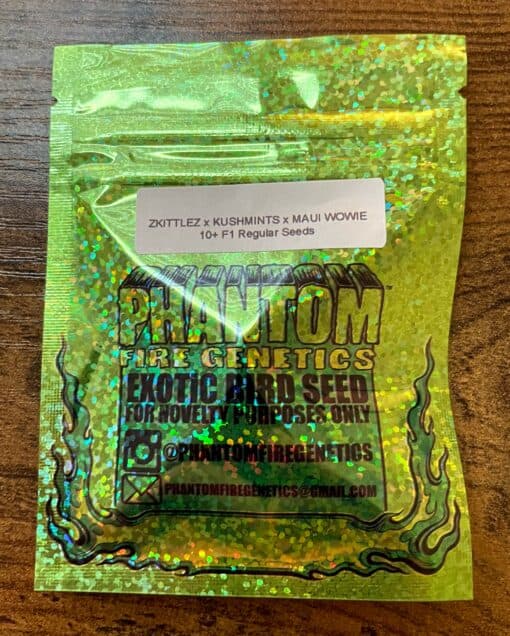 ZKITTLEZ x KUSHMINTS x MAUI WOWIE
10+ F1 Regular Seeds
PHANTOM™
FIRE GENETICS
EXOTIC BIRD SEED
FOR NOVELTY PURPOSES ONLY
@PHANTOMFIREGENETICS
PHANTOMFIREGENETICS@GMAIL.COM